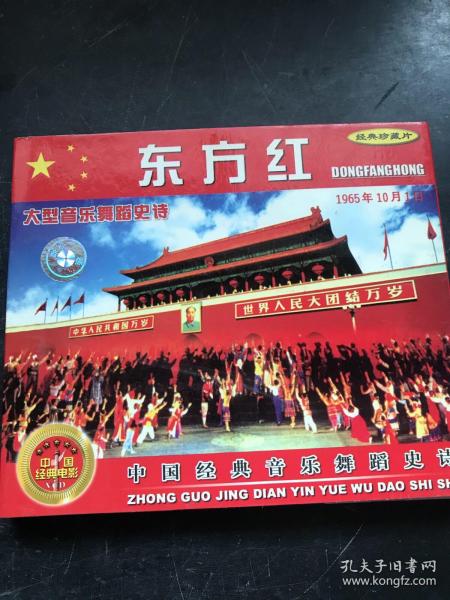 经典珍藏片
东方红
DONGFANGHONG
大型音乐舞蹈史诗
1965年10月1日
中华人民共和国万岁
世界人民大团结万岁
中国
经典电影
VCD
中国经典音乐舞蹈史诗
ZHONG GUO JING DIAN YIN YUE WU DAO SHI SHI
孔夫子旧书网
www.kongfz.com